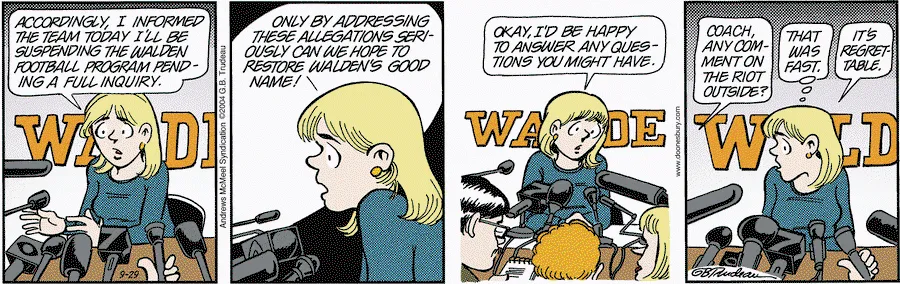 ACCORDINGLY, I INFORMED
THE TEAM TODAY I'LL BE
SUSPENDING THE WALDEN
FOOTBALL PROGRAM PEND-
ING A FULL INQUIRY.
WALDE
9-29
Andrews McMeel Syndication ©2004 G.B. Trudeau
ONLY BY ADDRESSING
THESE ALLEGATIONS SERI-
OUSLY CAN WE HOPE TO
RESTORE WALDEN'S GOOD
NAME!
OKAY, I'D BE HAPPY
TO ANSWER ANY QUES-
TIONS YOU MIGHT HAVE.
WA DE
www.doonesbury.com
COACH,
ANY COM-
MENT ON
THE RIOT
OUTSIDE?
THAT
WAS
FAST.
IT'S
REGRET-
TABLE.
WALD
GBTrudeau